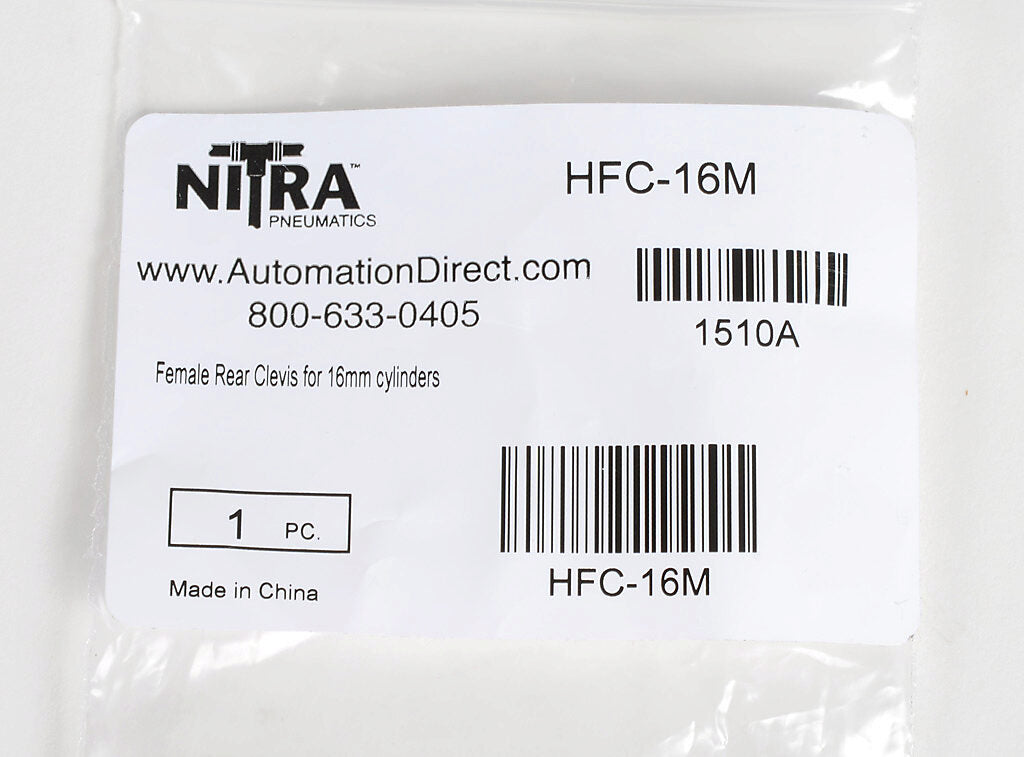 NITRA™
PNEUMATICS
HFC-16M
www.AutomationDirect.com
800-633-0405
1510A
Female Rear Clevis for 16mm cylinders
1 PC.
HFC-16M
Made in China